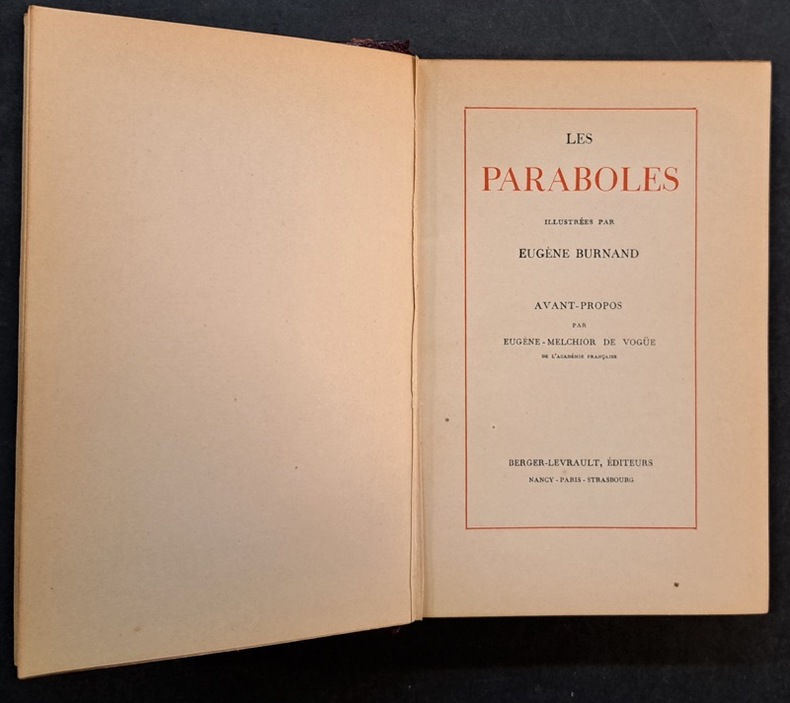 LES
PARABOLES
ILLUSTRÉES PAR
EUGÈNE BURNAND
AVANT-PROPOS
PAR
EUGÈNE-MELCHIOR DE VOGÜE
DE L'ACADÉMIE FRANÇAISE
BERGER-LEVRAULT, ÉDITEURS
NANCY - PARIS - STRASBOURG